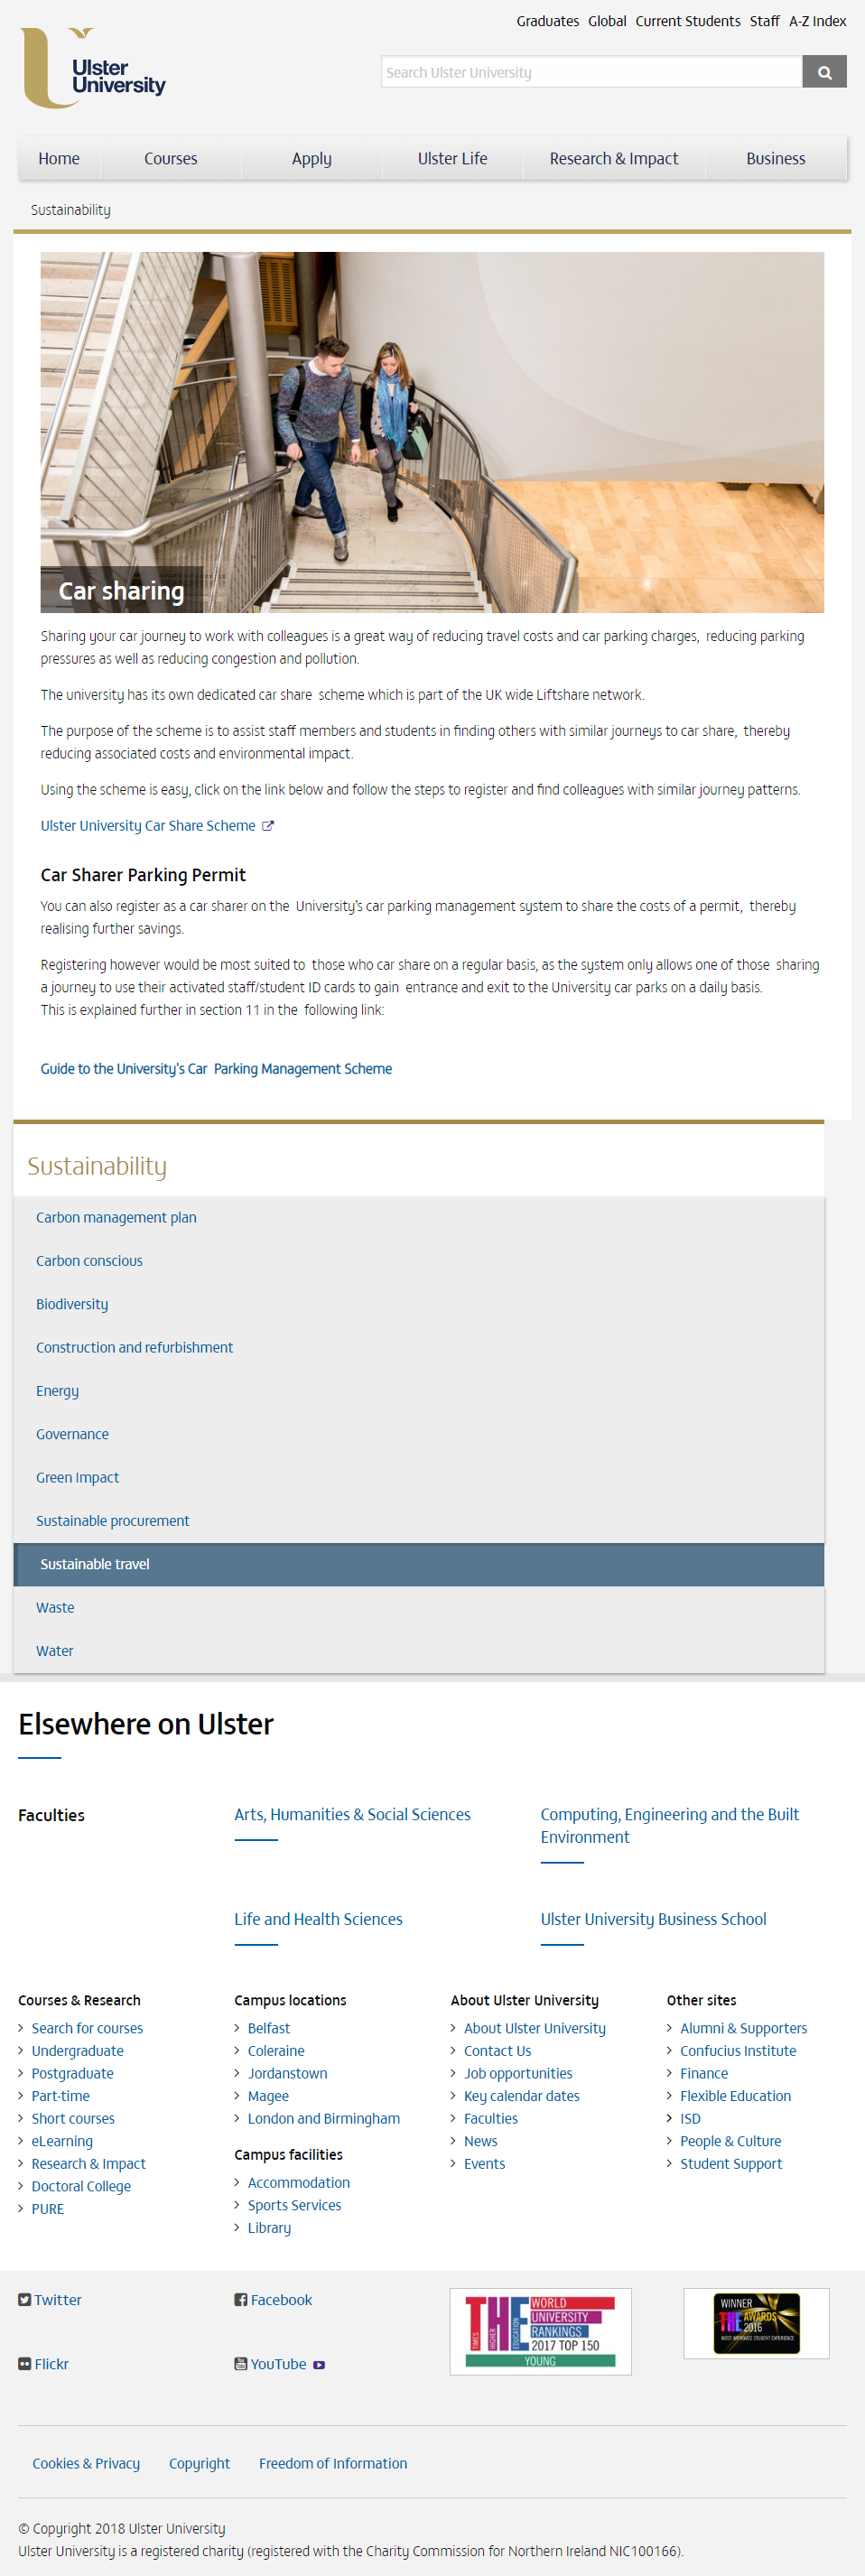 Graduates Global Current Students Staff A-Z Index
Ulster
University
Search Ulster University
Home Courses Apply Ulster Life Research & Impact Business
Sustainability
Car sharing
Sharing your car journey to work with colleagues is a great way of reducing travel costs and car parking charges, reducing parking
pressures as well as reducing congestion and pollution.
The university has its own dedicated car share scheme which is part of the UK wide Liftshare network.
The purpose of the scheme is to assist staff members and students in finding others with similar journeys to car share, thereby
reducing associated costs and environmental impact.
Using the scheme is easy, click on the link below and follow the steps to register and find colleagues with similar journey patterns.
Ulster University Car Share Scheme
Car Sharer Parking Permit
You can also register as a car sharer on the University's car parking management system to share the costs of a permit, thereby
realising further savings.
Registering however would be most suited to those who car share on a regular basis, as the system only allows one of those sharing
a journey to use their activated staff/student ID cards to gain entrance and exit to the University car parks on a daily basis.
This is explained further in section 11 in the following link:
Guide to the University's Car Parking Management Scheme
Sustainability
Carbon management plan
Carbon conscious
Biodiversity
Construction and refurbishment
Energy
Governance
Green Impact
Sustainable procurement
Sustainable travel
Waste
Water
Elsewhere on Ulster
Faculties
Arts, Humanities & Social Sciences
Computing, Engineering and the Built
Environment
Life and Health Sciences
Ulster University Business School
Courses & Research
Search for courses
Undergraduate
Postgraduate
Part-time
Short courses
eLearning
Research & Impact
Doctoral College
PURE
Campus locations
Belfast
Coleraine
Jordanstown
Magee
London and Birmingham
Campus facilities
Accommodation
Sports Services
Library
About Ulster University
About Ulster University
Contact Us
Job opportunities
Key calendar dates
Faculties
News
Events
Other sites
Alumni & Supporters
Confucius Institute
Finance
Flexible Education
ISD
People & Culture
Student Support
Twitter
Facebook
Flickr
YouTube
TIMES HIGHER EDUCATION
THE WORLD
UNIVERSITY
RANKINGS
2017 TOP 150
YOUNG
WINNER
THE AWARDS
2016
MOST IMPROVED STUDENT EXPERIENCE
Cookies & Privacy Copyright Freedom of Information
© Copyright 2018 Ulster University
Ulster University is a registered charity (registered with the Charity Commission for Northern Ireland NIC100166).